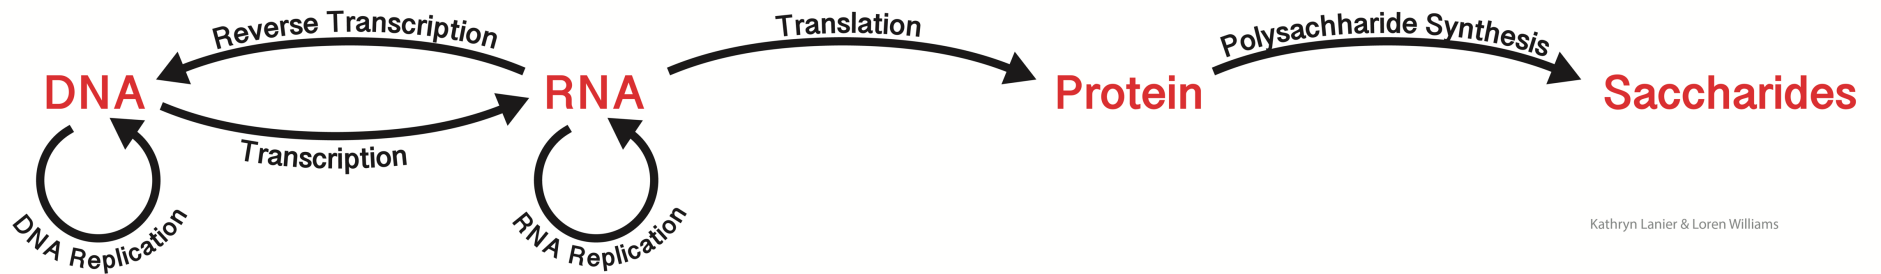 Reverse Transcription
Translation
Polysachharide Synthesis
DNA
RNA
Protein
Saccharides
Transcription
DNA Replication
RNA Replication
Kathryn Lanier & Loren Williams